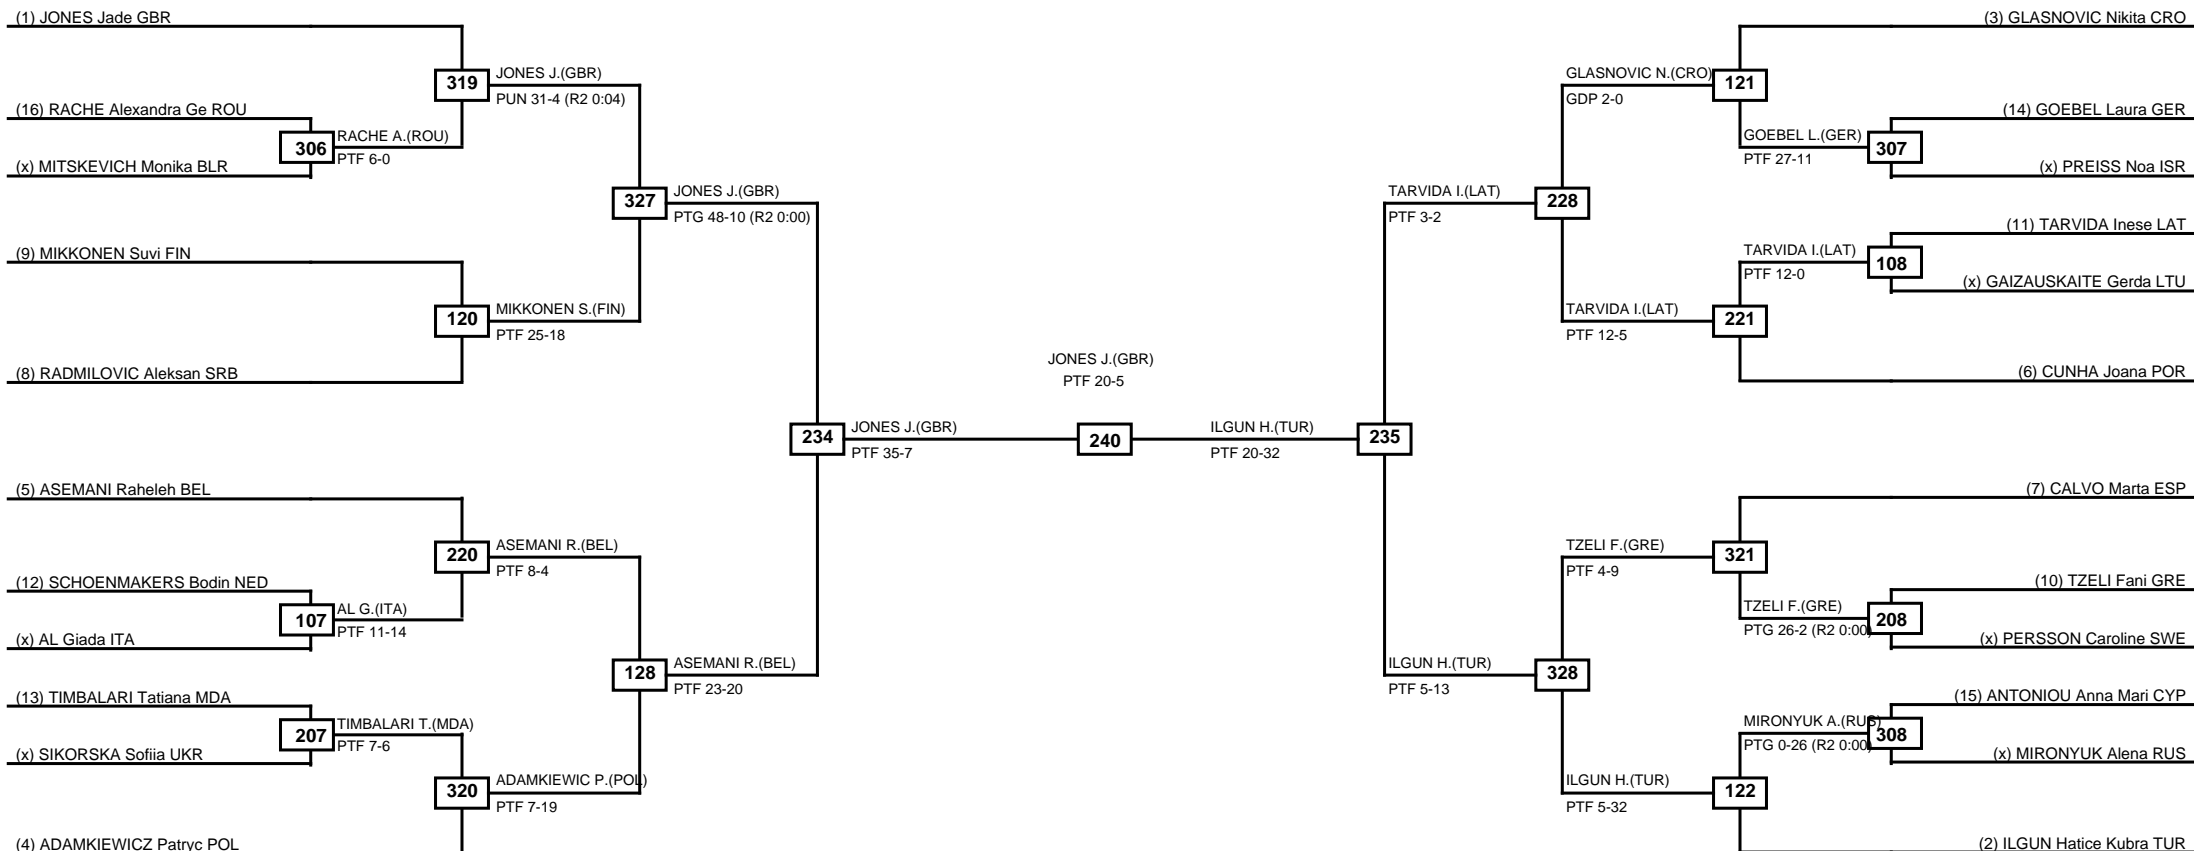 (1) JONES Jade GBR
319
JONES J.(GBR)
PUN 31-4 (R2 0:04)
(16) RACHE Alexandra Ge ROU
306
RACHE A.(ROU)
PTF 6-0
(x) MITSKEVICH Monika BLR
327
JONES J.(GBR)
PTG 48-10 (R2 0:00)
(9) MIKKONEN Suvi FIN
120
MIKKONEN S.(FIN)
PTF 25-18
(8) RADMILOVIC Aleksan SRB
234
JONES J.(GBR)
PTF 35-7
(5) ASEMANI Raheleh BEL
220
ASEMANI R.(BEL)
PTF 8-4
(12) SCHOENMAKERS Bodin NED
107
AL G.(ITA)
PTF 11-14
(x) AL Giada ITA
128
ASEMANI R.(BEL)
PTF 23-20
(13) TIMBALARI Tatiana MDA
207
TIMBALARI T.(MDA)
PTF 7-6
(x) SIKORSKA Sofiia UKR
320
ADAMKIEWIC P.(POL)
PTF 7-19
(4) ADAMKIEWICZ Patryc POL
JONES J.(GBR)
PTF 20-5
240
(3) GLASNOVIC Nikita CRO
GLASNOVIC N.(CRO)
GDP 2-0
121
(14) GOEBEL Laura GER
GOEBEL L.(GER)
PTF 27-11
307
(x) PREISS Noa ISR
TARVIDA I.(LAT)
PTF 3-2
228
(11) TARVIDA Inese LAT
TARVIDA I.(LAT)
PTF 12-0
108
(x) GAIZAUSKAITE Gerda LTU
TARVIDA I.(LAT)
PTF 12-5
221
(6) CUNHA Joana POR
ILGUN H.(TUR)
PTF 20-32
235
(7) CALVO Marta ESP
TZELI F.(GRE)
PTF 4-9
321
(10) TZELI Fani GRE
TZELI F.(GRE)
PTG 26-2 (R2 0:00)
208
(x) PERSSON Caroline SWE
ILGUN H.(TUR)
PTF 5-13
328
(15) ANTONIOU Anna Mari CYP
MIRONYUK A.(RUS)
PTG 0-26 (R2 0:00)
308
(x) MIRONYUK Alena RUS
ILGUN H.(TUR)
PTF 5-32
122
(2) ILGUN Hatice Kubra TUR